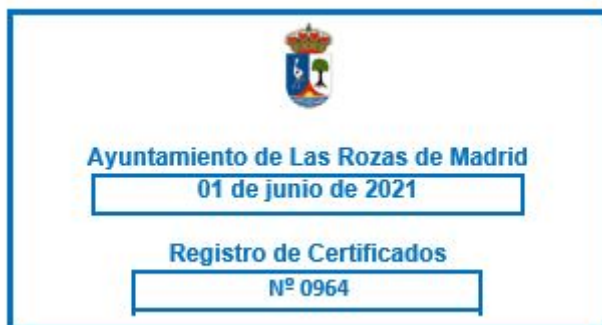 Ayuntamiento de Las Rozas de Madrid
01 de junio de 2021
Registro de Certificados
Nº 0964